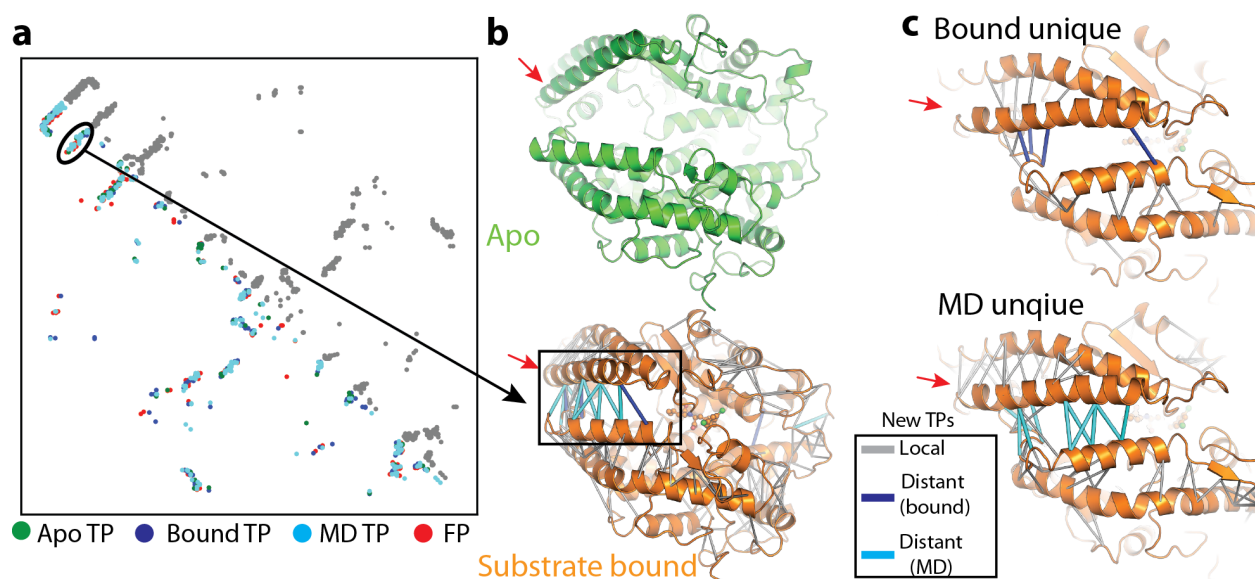 a
b
c
Bound unique
Apo
MD unqiue
New TPs
Local
Distant
(bound)
Distant
(MD)
Apo TP
Bound TP
MD TP
FP
Substrate bound